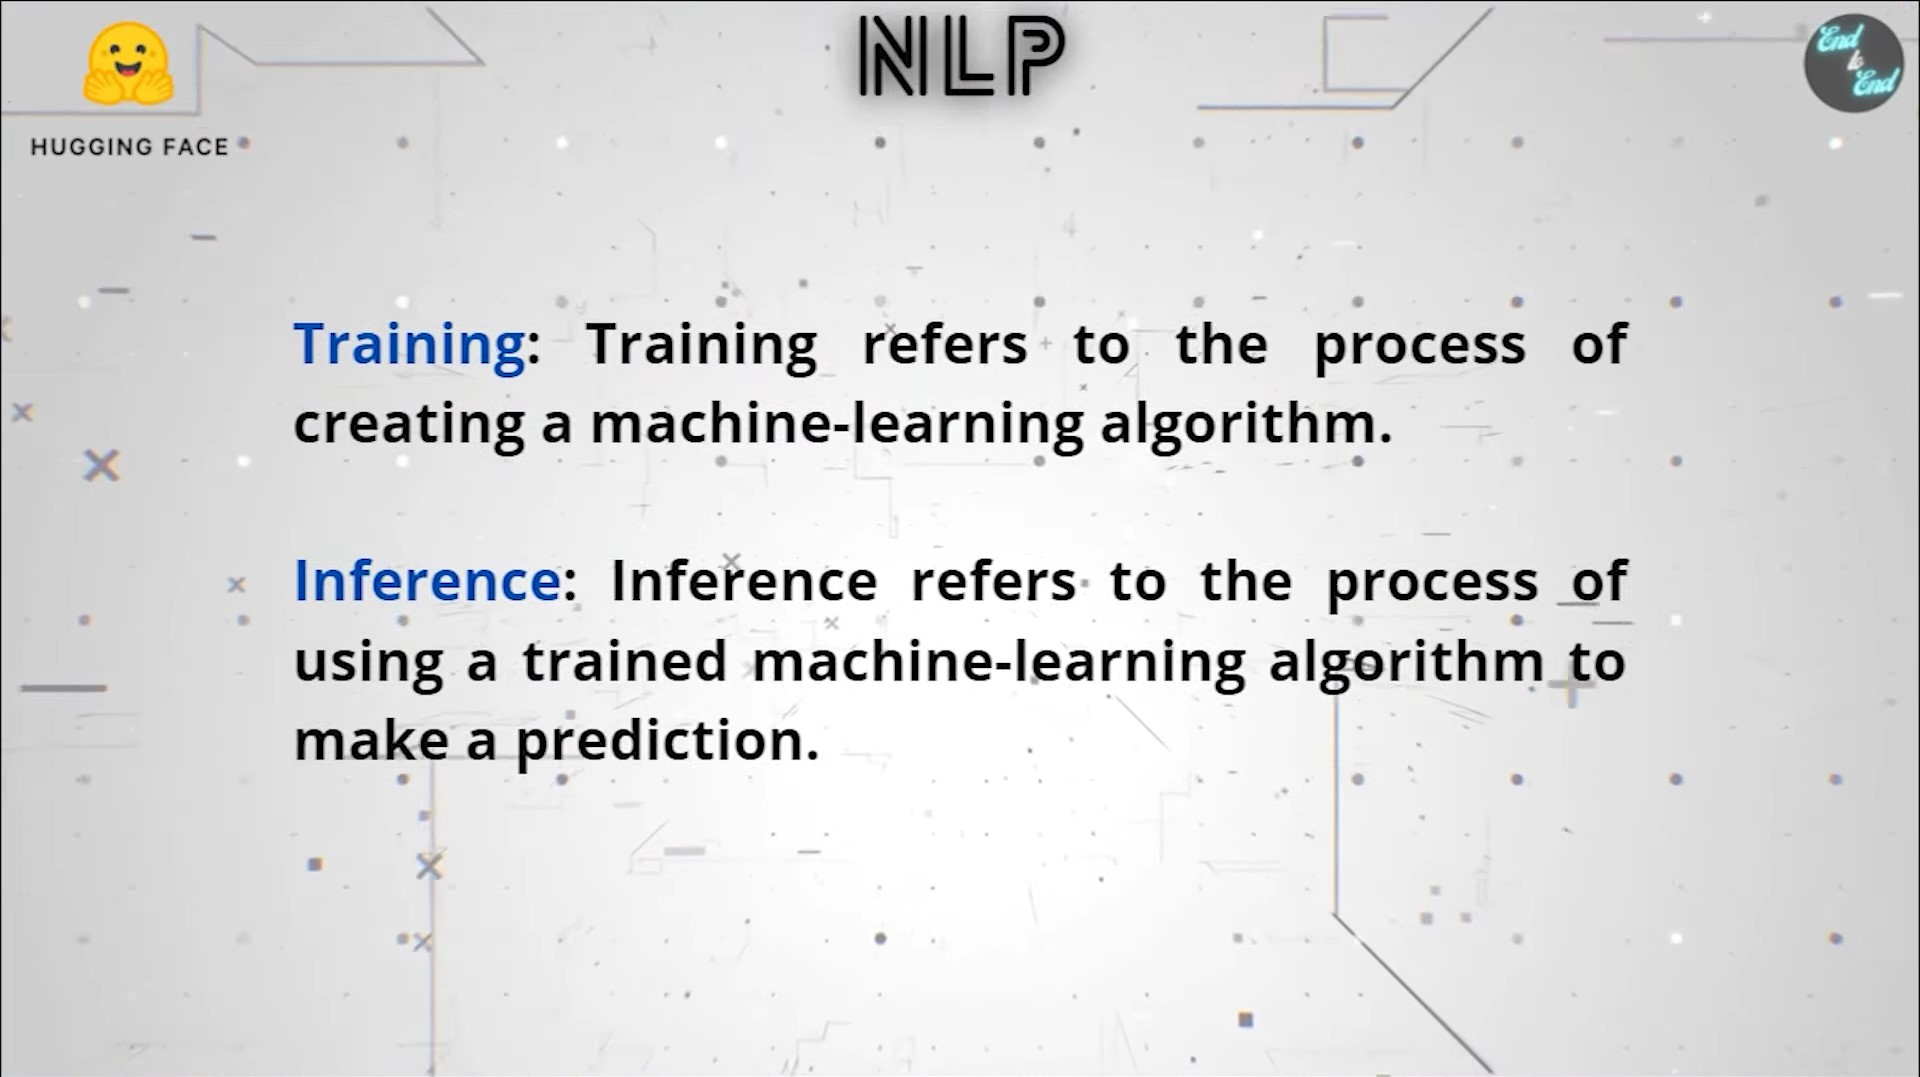 NLP
End
to
End
HUGGING FACE
Training: Training refers to the process of
creating a machine-learning algorithm.
Inference: Inference refers to the process of
using a trained machine-learning algorithm to
make a prediction.